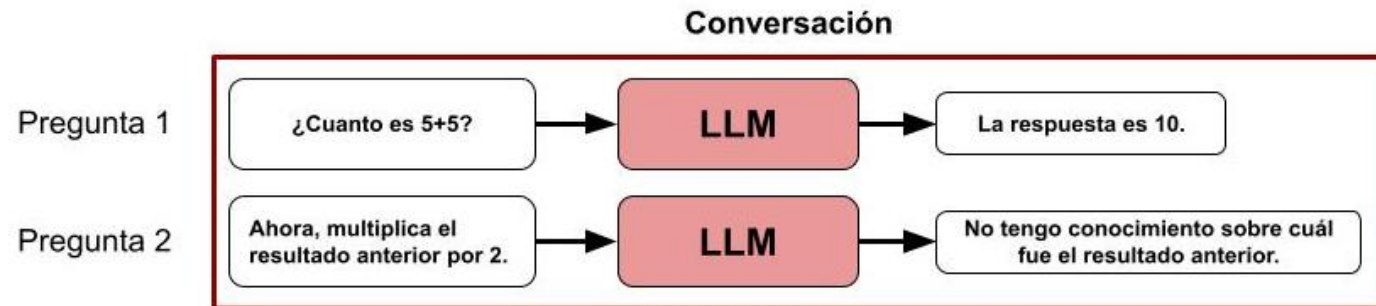 Conversación
Pregunta 1
¿Cuanto es 5+5?
LLM
La respuesta es 10.
Pregunta 2
Ahora, multiplica el
resultado anterior por 2.
LLM
No tengo conocimiento sobre cuál
fue el resultado anterior.